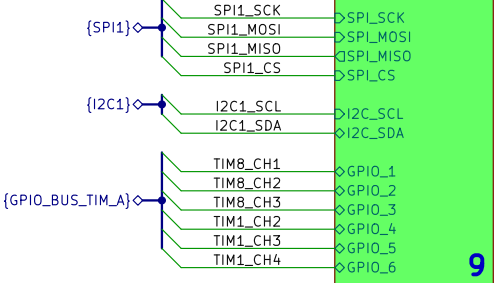 SPI1_SCK SPI_SCK
{SPI1} SPI1_MOSI SPI_MOSI
SPI1_MISO SPI_MISO
SPI1_CS SPI_CS
{I2C1} I2C1_SCL I2C_SCL
I2C1_SDA I2C_SDA
TIM8_CH1 GPIO_1
TIM8_CH2 GPIO_2
{GPIO_BUS_TIM_A} TIM8_CH3 GPIO_3
TIM1_CH2 GPIO_4
TIM1_CH3 GPIO_5
TIM1_CH4 GPIO_6
9